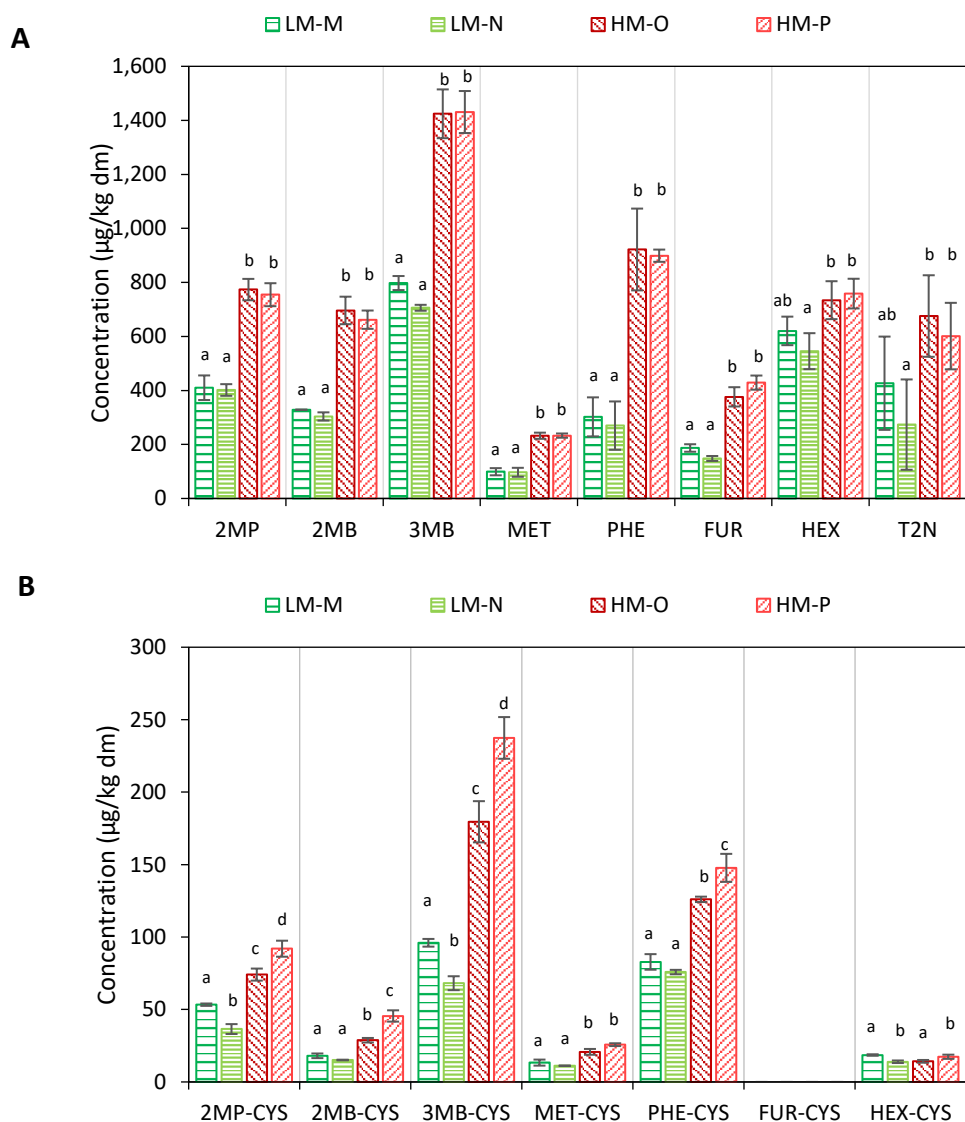 A
LM-M LM-N HM-O HM-P
Concentration (µg/kg dm)
1,600
1,400
1,200
1,000
800
600
400
200
0
a a b b
a a b b
a a b b
a a b b
a a b b
a a b b
ab a b b
ab a b b
2MP 2MB 3MB MET PHE FUR HEX T2N
B
LM-M LM-N HM-O HM-P
Concentration (µg/kg dm)
300
250
200
150
100
50
0
a b c d
a a b c
a b c d
a a b b
a a b c
a b a b
2MP-CYS 2MB-CYS 3MB-CYS MET-CYS PHE-CYS FUR-CYS HEX-CYS